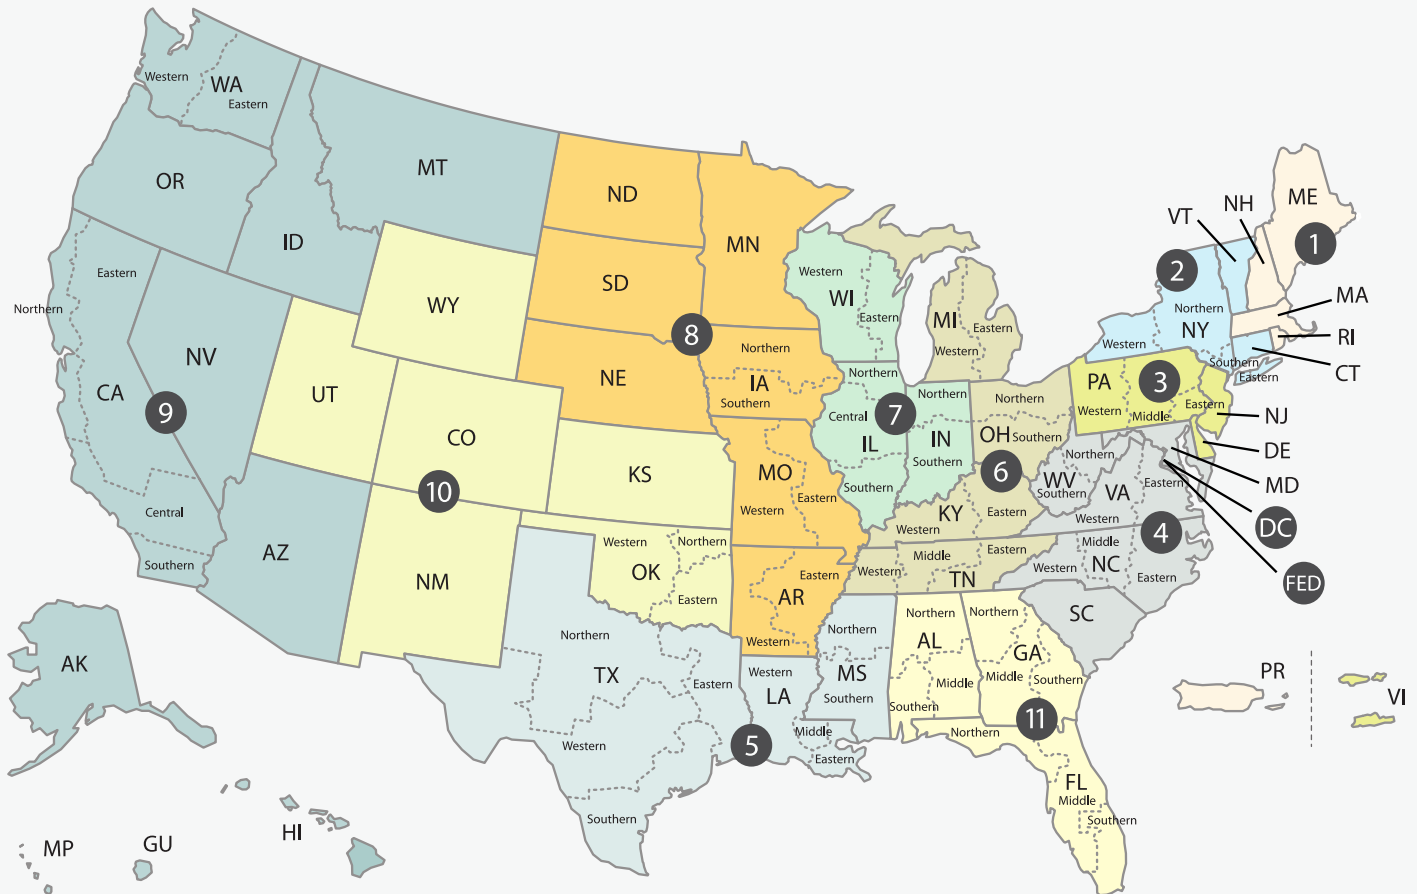 Western
WA
Eastern
OR
MT
ID
ND
MN
SD
WY
Eastern
Northern
NV
CA
9
UT
CO
10
NE
8
Northern
IA
Southern
KS
MO
Western
Eastern
Central
Southern
AZ
NM
Western
Northern
OK
Eastern
Eastern
AR
Western
Northern
TX
Eastern
Western
Southern
Western
LA
Middle
Eastern
5
Northern
MS
Southern
Western
WI
Eastern
MI
Eastern
Western
Northern
Central
7
IL
Southern
Northern
IN
Southern
Northern
OH
Southern
6
KY
Eastern
Western
Western
Middle
Eastern
TN
Northern
WV
Southern
VA
Eastern
Western
4
Middle
Western
NC
Eastern
SC
Northern
AL
Middle
Southern
Northern
GA
Middle
Southern
11
Northern
FL
Middle
Southern
VT
NH
ME
1
2
Northern
NY
Western
Southern
Eastern
MA
RI
CT
PA
3
Western
Middle
Eastern
NJ
DE
MD
DC
FED
PR
VI
AK
HI
MP
GU